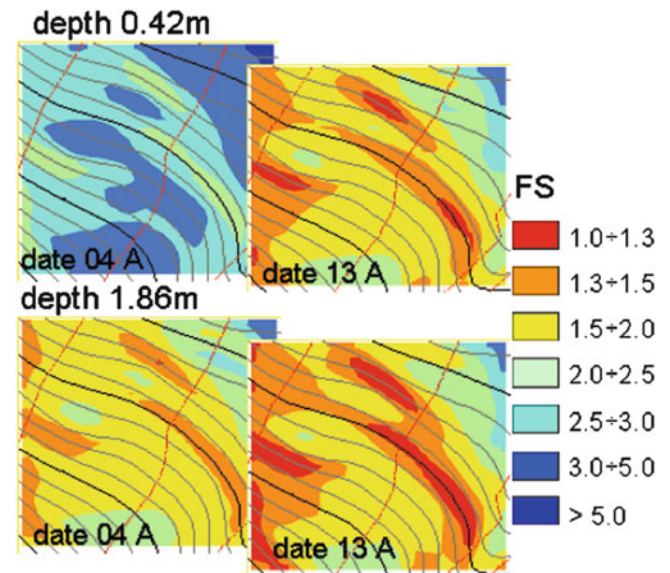 depth 0.42m
date 04 A
date 13 A
depth 1.86m
date 04 A
date 13 A
FS
1.0÷1.3
1.3÷1.5
1.5÷2.0
2.0÷2.5
2.5÷3.0
3.0÷5.0
> 5.0